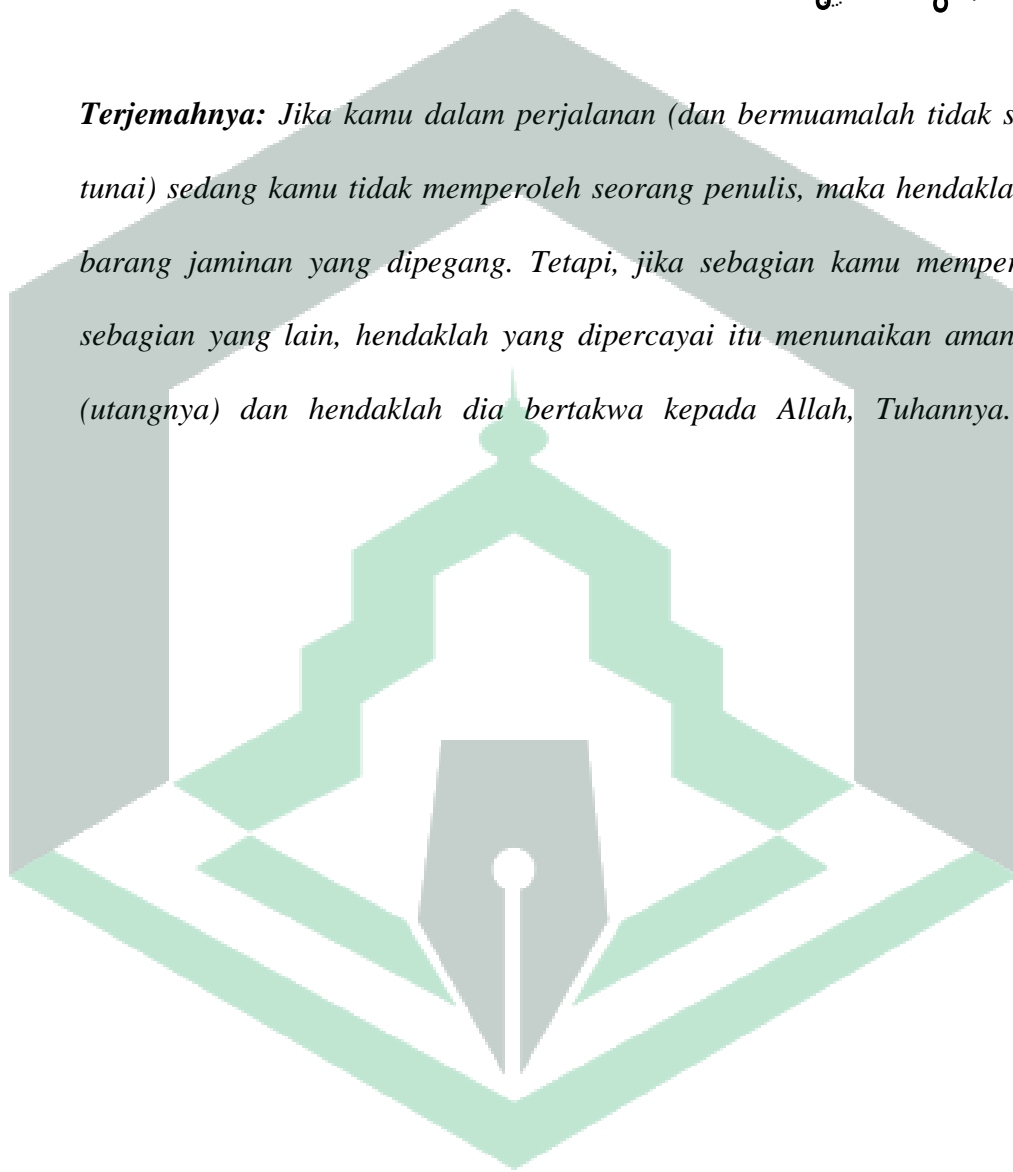 Terjemahnya: Jika kamu dalam perjalanan (dan bermuamalah tidak
tunai) sedang kamu tidak memperoleh seorang penulis, maka
barang jaminan yang dipegang. Tetapi, jika sebagian kamu
sebagian yang lain, hendaklah yang dipercayai itu menunaikan
(utangnya) dan hendaklah dia bertakwa kepada Allah, Tuhannya.